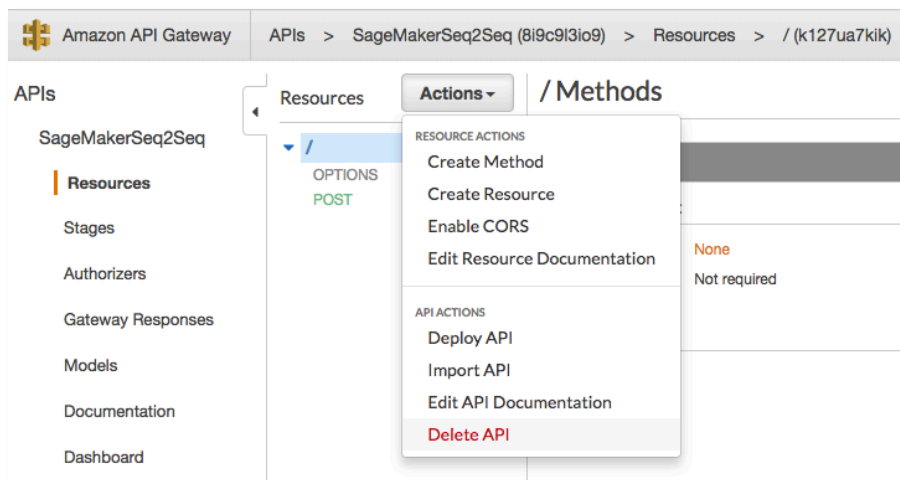 Amazon API Gateway APIs > SageMakerSeq2Seq (8i9c9l3io9) > Resources > / (k127ua7kik)
APIs
SageMakerSeq2Seq
Resources
Stages
Authorizers
Gateway Responses
Models
Documentation
Dashboard
Resources
/
OPTIONS
POST
Actions
RESOURCE ACTIONS
Create Method
Create Resource
Enable CORS
Edit Resource Documentation
API ACTIONS
Deploy API
Import API
Edit API Documentation
Delete API
/ Methods
None
Not required